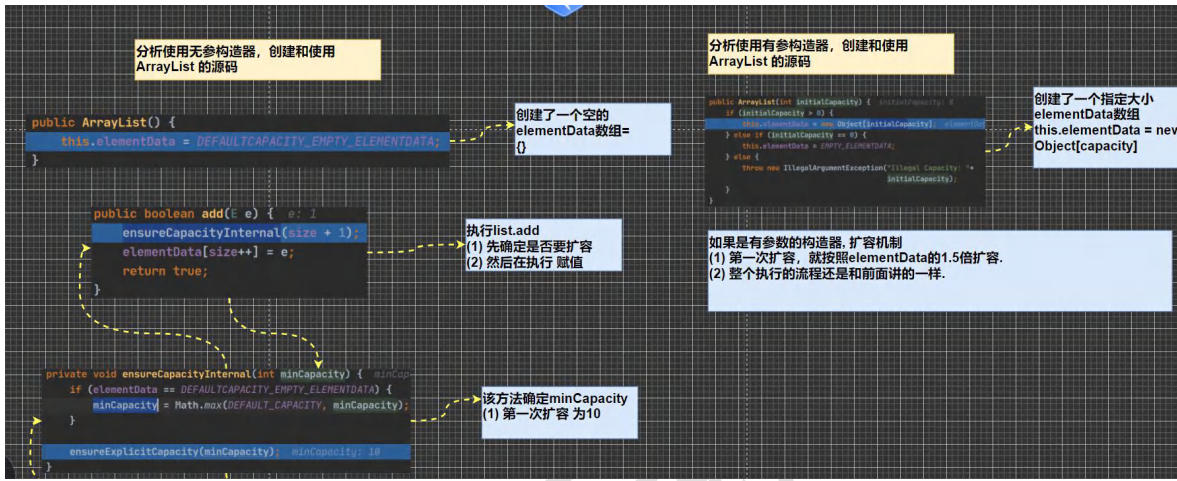 分析使用无参构造器，创建和使用
ArrayList 的源码
public ArrayList() {
this.elementData = DEFAULTCAPACITY_EMPTY_ELEMENTDATA;
}
创建了一个空的
elementData数组=
{}
public boolean add(E e) { e: 1
ensureCapacityInternal(size + 1);
elementData[size++] = e;
return true;
}
执行list.add
(1) 先确定是否要扩容
(2) 然后在执行 赋值
private void ensureCapacityInternal(int minCapacity) { minCap
if (elementData == DEFAULTCAPACITY_EMPTY_ELEMENTDATA) {
minCapacity = Math.max(DEFAULT_CAPACITY, minCapacity);
}
ensureExplicitCapacity(minCapacity); minCapacity: 10
}
该方法确定minCapacity
(1) 第一次扩容 为10
分析使用有参构造器，创建和使用
ArrayList 的源码
public ArrayList(int initialCapacity) { initialCapacity: 8
if (initialCapacity > 0) {
this.elementData = new Object[initialCapacity]; elementDat
} else if (initialCapacity == 0) {
this.elementData = EMPTY_ELEMENTDATA;
} else {
throw new IllegalArgumentException("Illegal Capacity: "+
initialCapacity);
}
}
创建了一个指定大小
elementData数组
this.elementData = new
Object[capacity]
如果是有参数的构造器, 扩容机制
(1) 第一次扩容，就按照elementData的1.5倍扩容.
(2) 整个执行的流程还是和前面讲的一样.